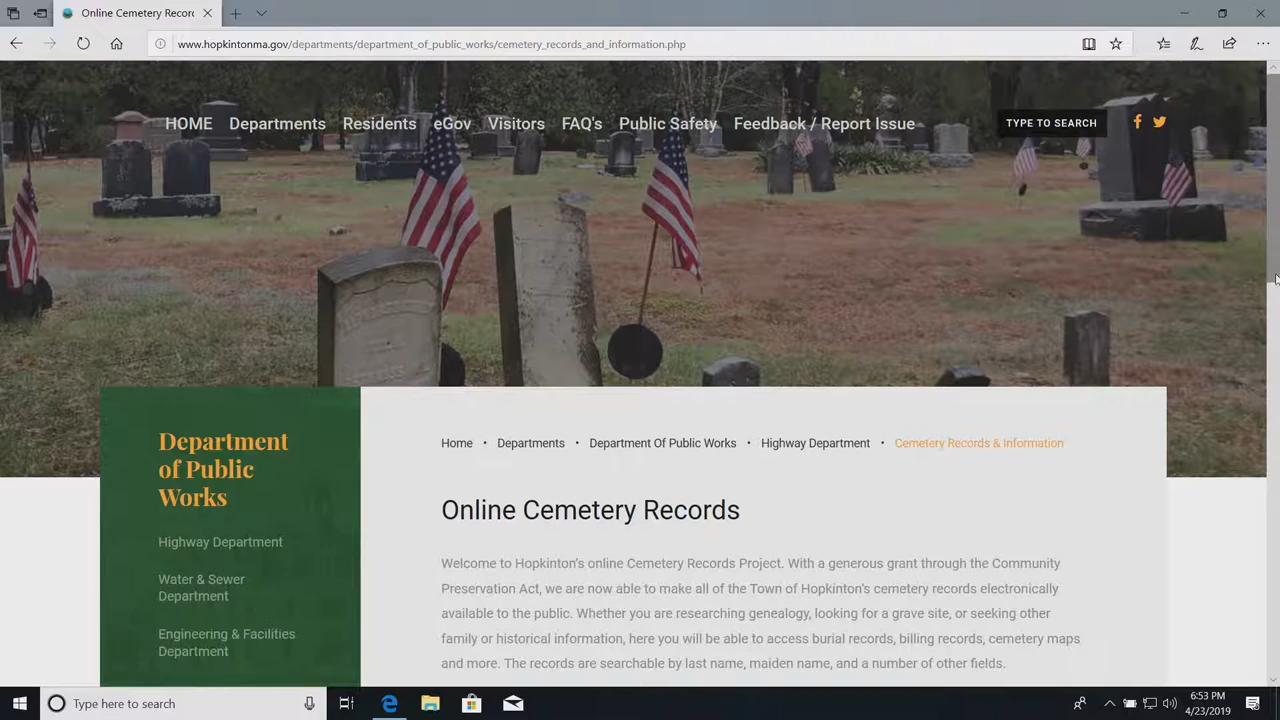 Online Cemetery Recor
www.hopkintonma.gov/departments/department_of_public_works/cemetery_records_and_information.php
HOME Departments Residents eGov Visitors FAQ's Public Safety Feedback / Report Issue TYPE TO SEARCH
Department
of Public
Works
Highway Department
Water & Sewer
Department
Engineering & Facilities
Department
Home • Departments • Department Of Public Works • Highway Department • Cemetery Records & Information
Online Cemetery Records
Welcome to Hopkinton's online Cemetery Records Project. With a generous grant through the Community
Preservation Act, we are now able to make all of the Town of Hopkinton's cemetery records electronically
available to the public. Whether you are researching genealogy, looking for a grave site, or seeking other
family or historical information, here you will be able to access burial records, billing records, cemetery maps
and more. The records are searchable by last name, maiden name, and a number of other fields.
Type here to search
6:53 PM
4/23/2019